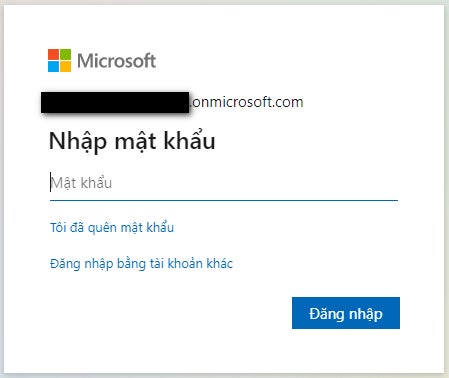 Microsoft
.onmicrosoft.com
Nhập mật khẩu
Mật khẩu
Tôi đã quên mật khẩu
Đăng nhập bằng tài khoản khác
Đăng nhập